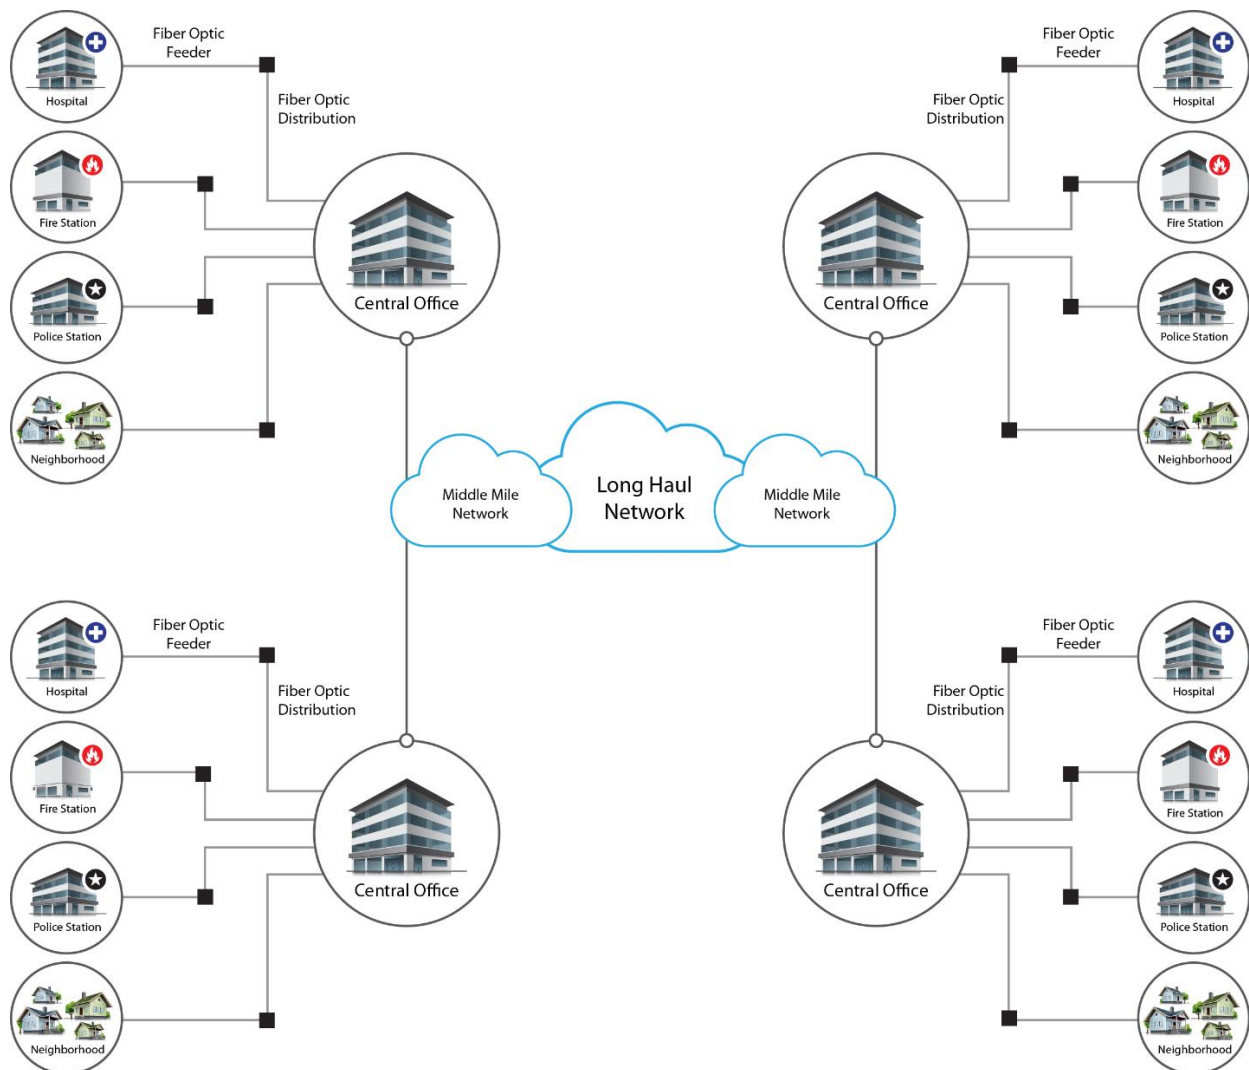 Fiber Optic
Feeder
Hospital
Fiber Optic
Distribution
Fire Station
Central Office
Police Station
Neighborhood
Fiber Optic
Feeder
Hospital
Fiber Optic
Distribution
Fire Station
Central Office
Police Station
Neighborhood
Middle Mile
Network
Long Haul
Network
Middle Mile
Network
Fiber Optic
Feeder
Hospital
Fiber Optic
Distribution
Fire Station
Central Office
Police Station
Neighborhood
Fiber Optic
Feeder
Hospital
Fiber Optic
Distribution
Fire Station
Central Office
Police Station
Neighborhood